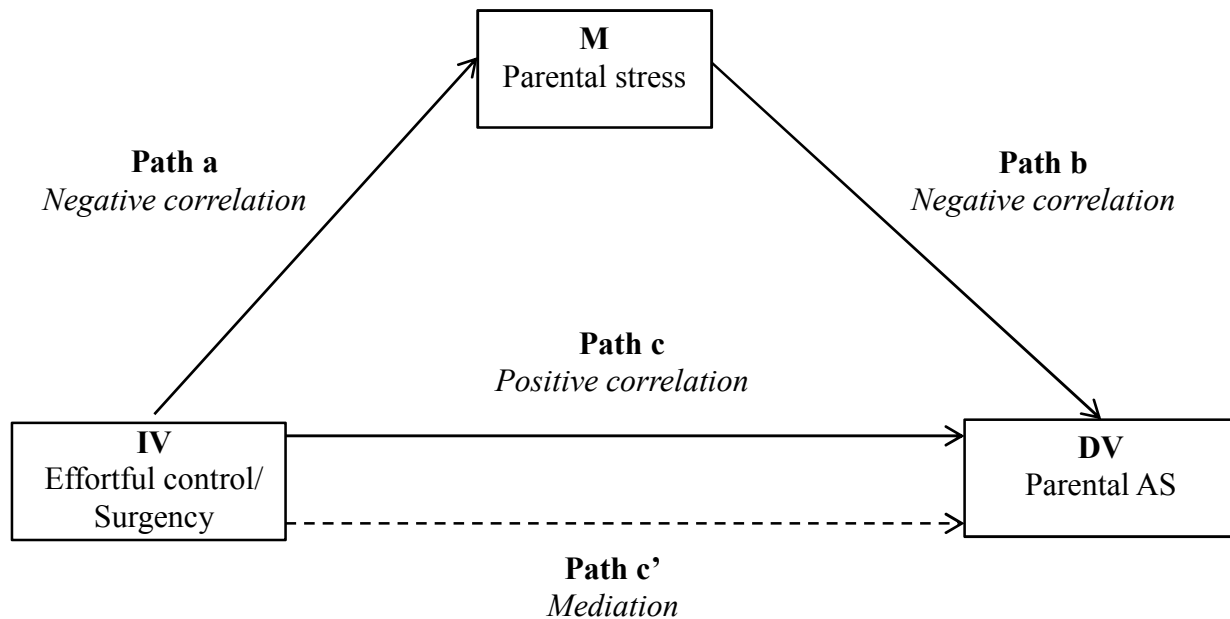 M
Parental stress
Path a
Negative correlation
Path b
Negative correlation
Path c
Positive correlation
IV
Effortful control/
Surgency
DV
Parental AS
Path c’
Mediation